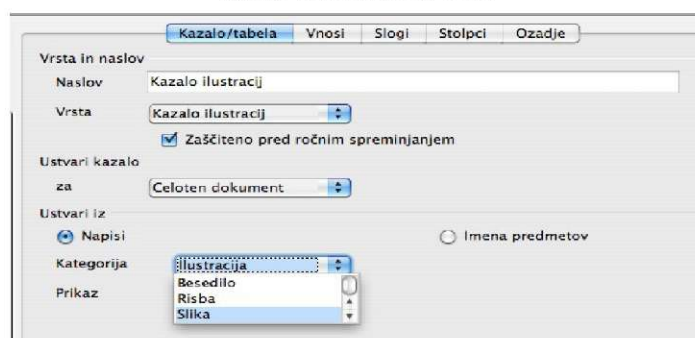 Kazalo/tabela Vnosi Slogi Stolpci Ozadje
Vrsta in naslov
Naslov Kazalo ilustracij
Vrsta Kazalo ilustracij
Zaščiteno pred ročnim spreminjanjem
Ustvari kazalo
za Celoten dokument
Ustvari iz
Napisi Imena predmetov
Kategorija Ilustracija
Besedilo
Prikaz Risba
Slika